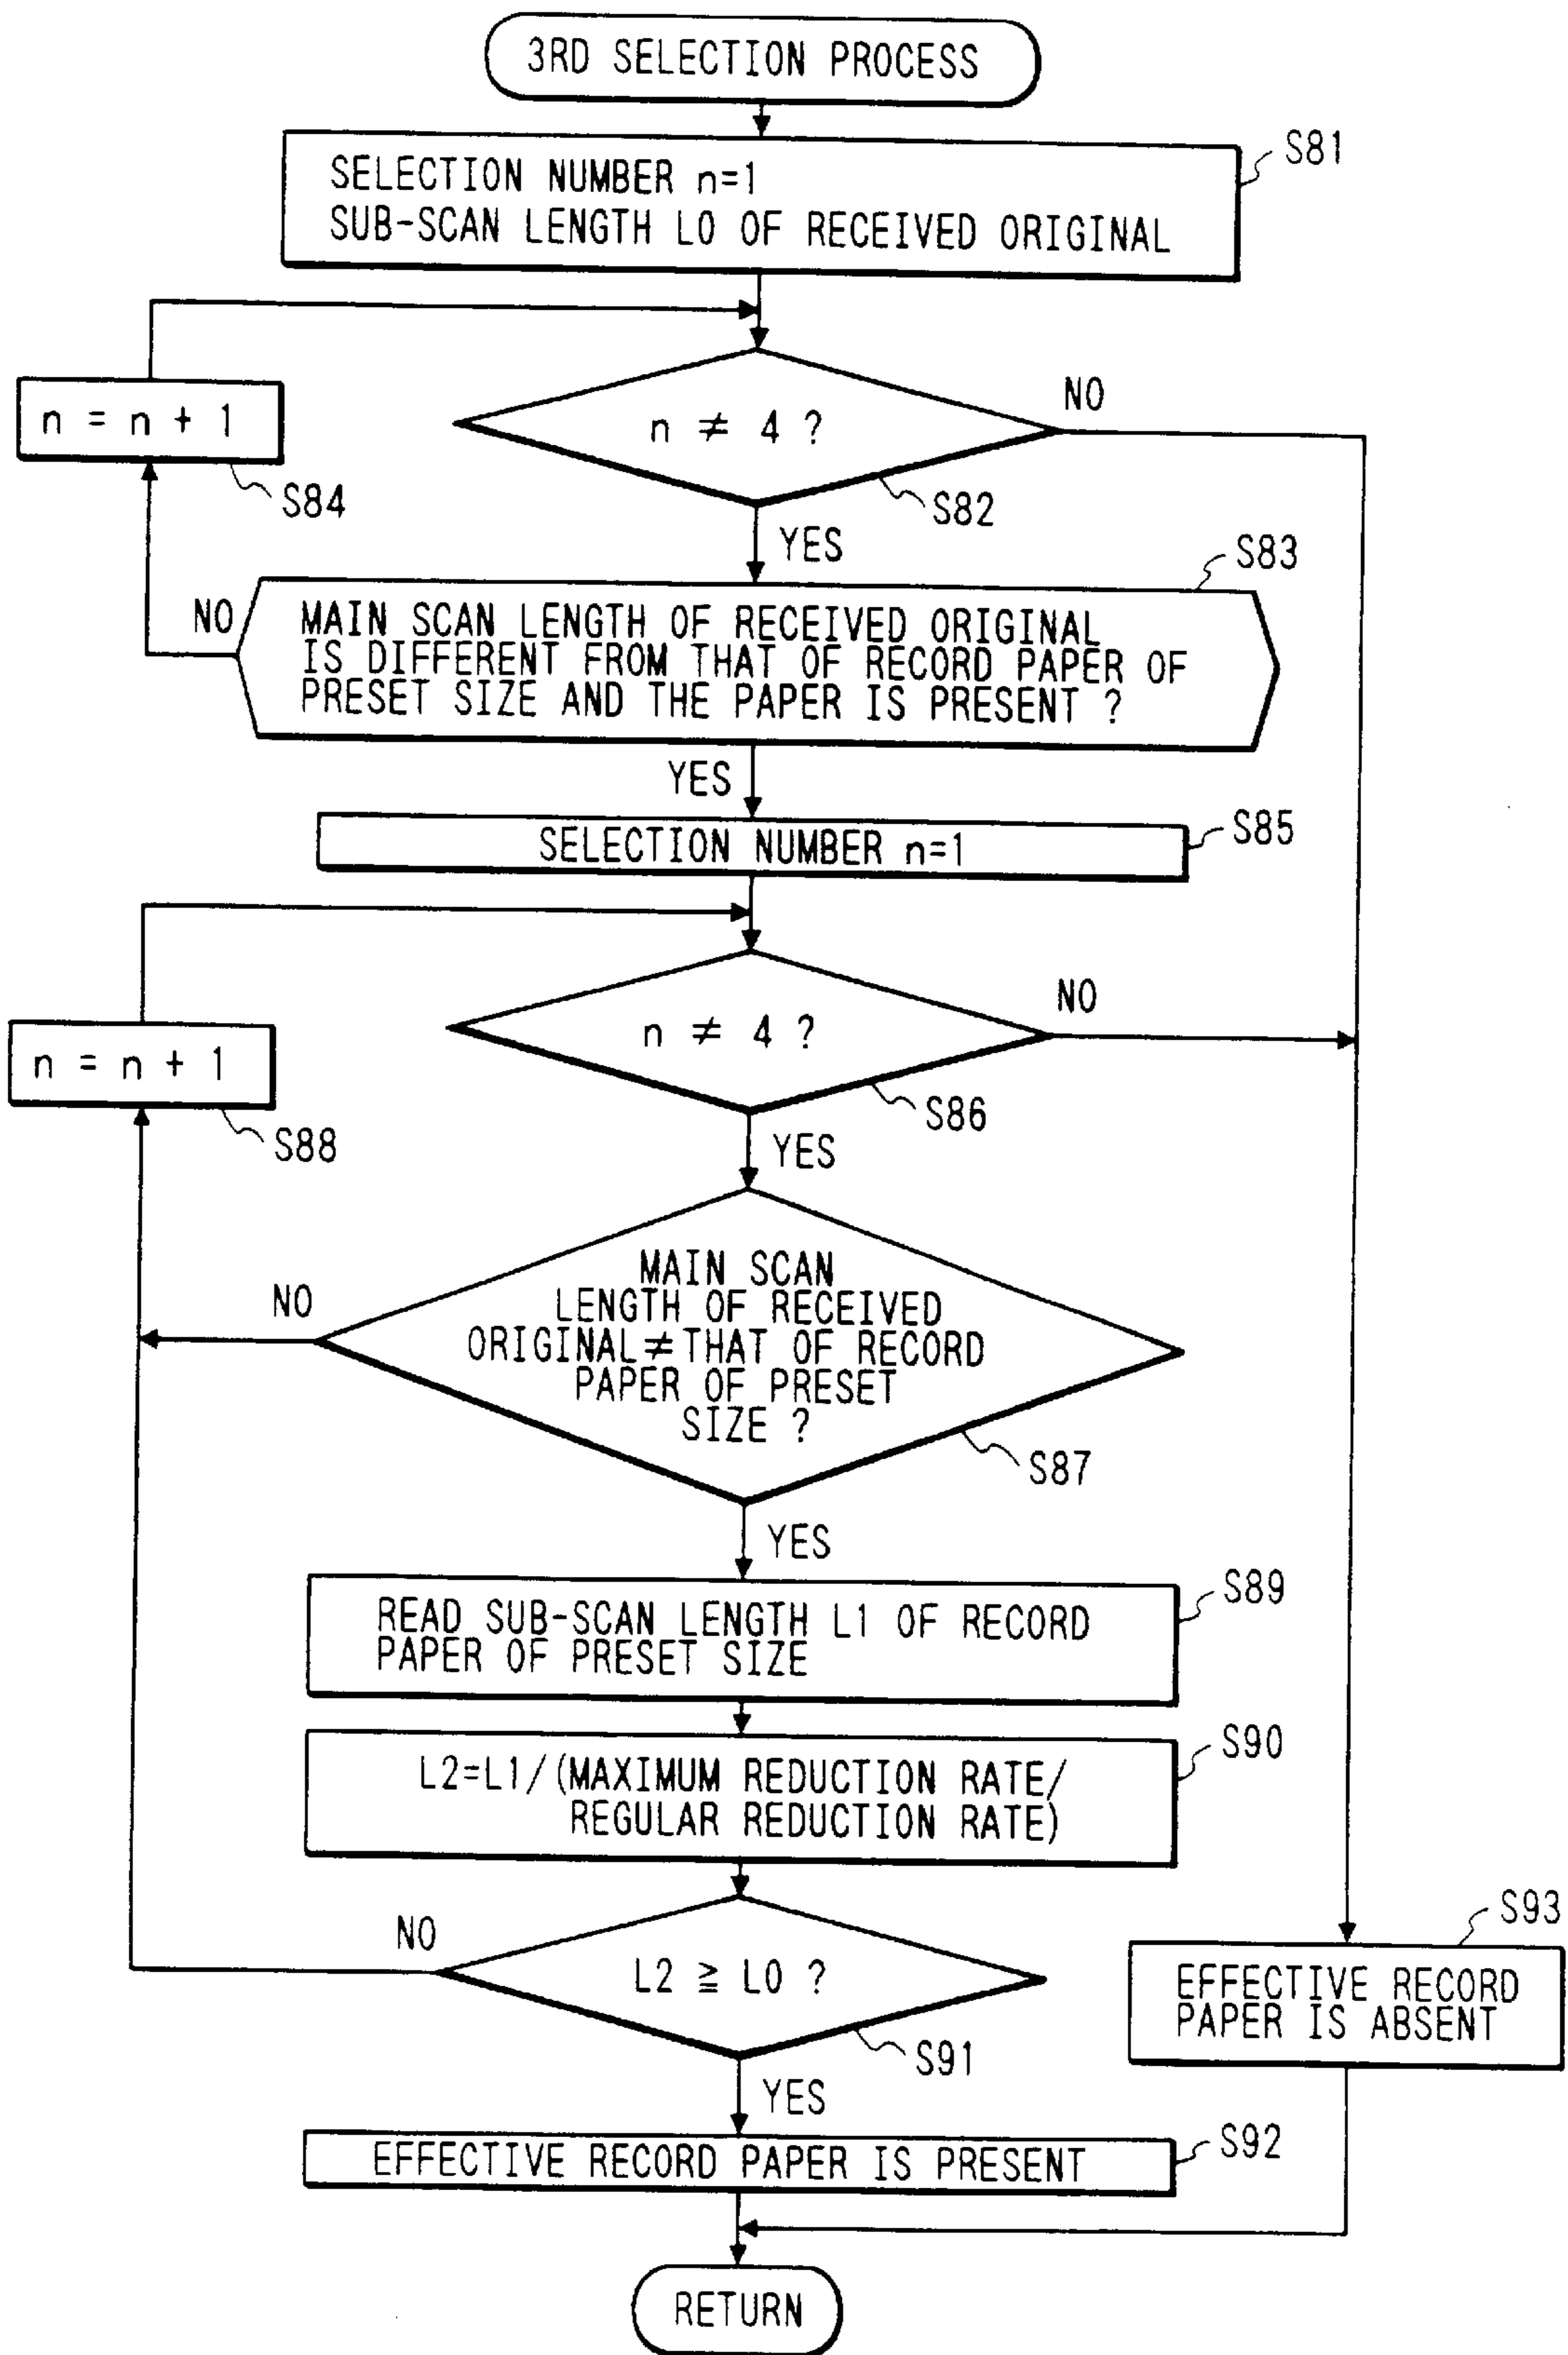 3RD SELECTION PROCESS
S81
SELECTION NUMBER n=1
SUB-SCAN LENGTH L0 OF RECEIVED ORIGINAL
n = n + 1
S84
n ≠ 4 ?
NO
S82
YES
S83
NO
MAIN SCAN LENGTH OF RECEIVED ORIGINAL
IS DIFFERENT FROM THAT OF RECORD PAPER OF
PRESET SIZE AND THE PAPER IS PRESENT ?
YES
SELECTION NUMBER n=1
S85
n = n + 1
S88
n ≠ 4 ?
NO
S86
YES
NO
MAIN SCAN
LENGTH OF RECEIVED
ORIGINAL ≠ THAT OF RECORD
PAPER OF PRESET
SIZE ?
S87
YES
S89
READ SUB-SCAN LENGTH L1 OF RECORD
PAPER OF PRESET SIZE
S90
L2=L1/(MAXIMUM REDUCTION RATE/
REGULAR REDUCTION RATE)
NO
L2 ≧ L0 ?
S91
YES
S93
EFFECTIVE RECORD
PAPER IS ABSENT
EFFECTIVE RECORD PAPER IS PRESENT
S92
RETURN